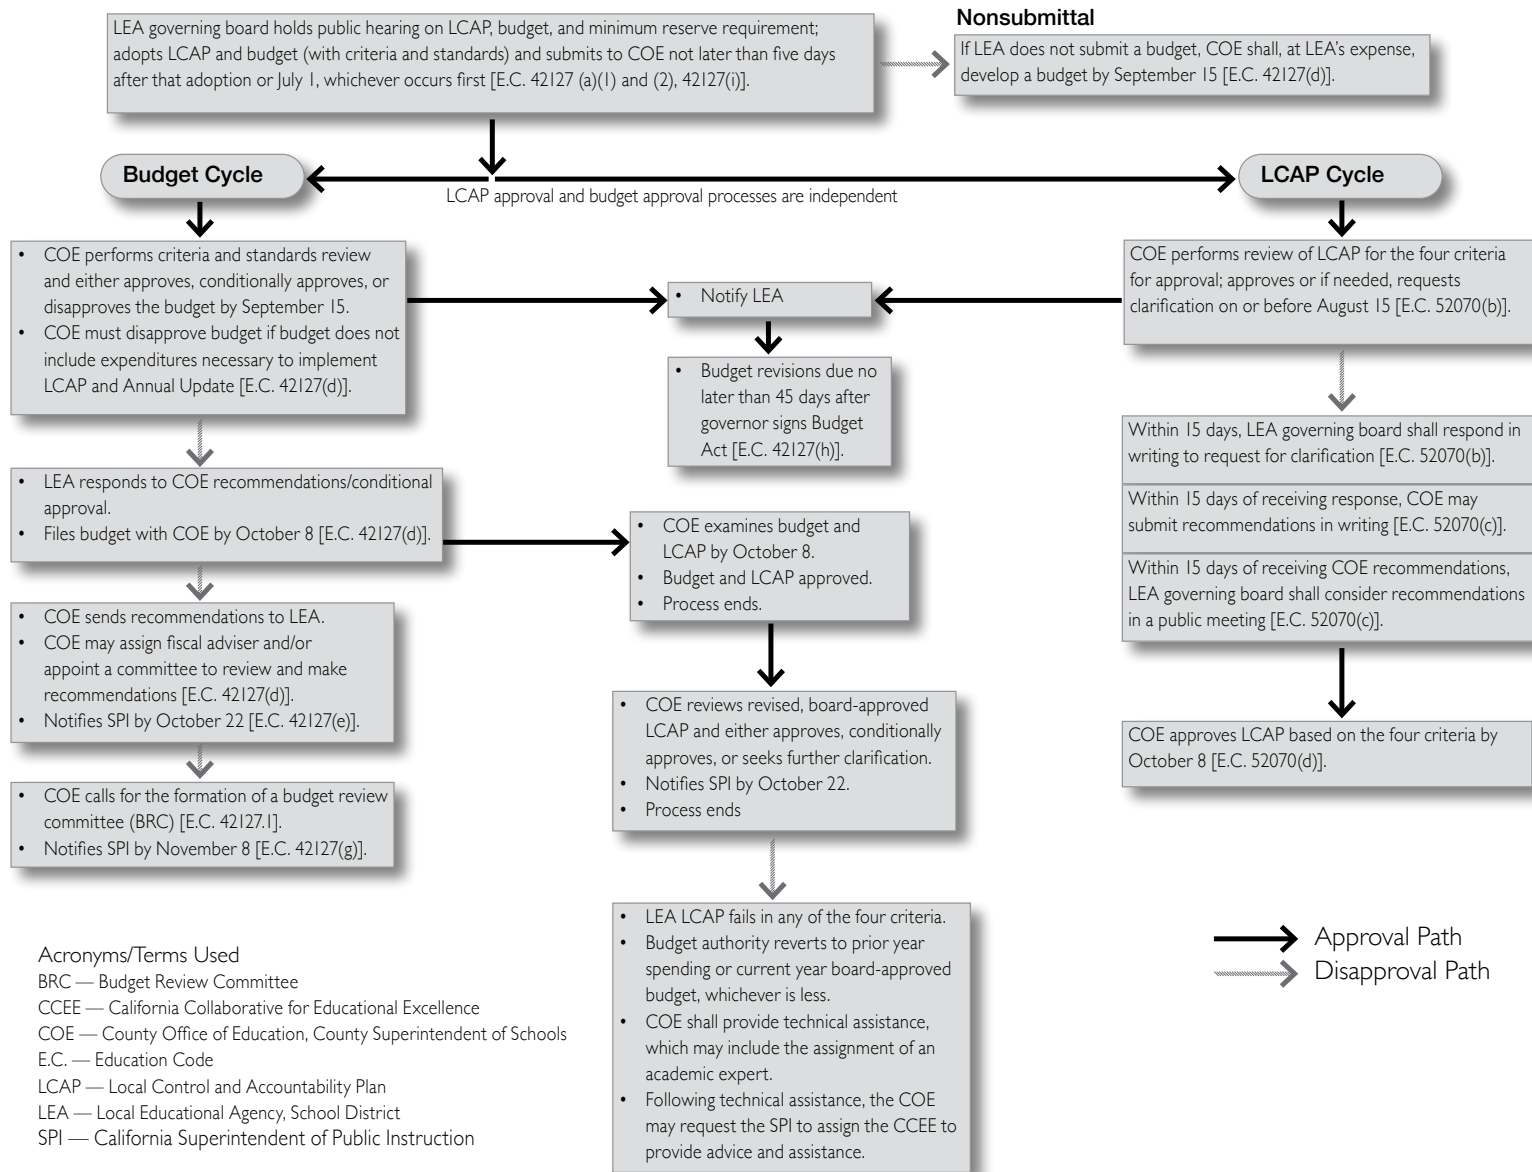 LEA governing board holds public hearing on LCAP, budget, and minimum reserve requirement;
adopts LCAP and budget (with criteria and standards) and submits to COE not later than five days
after that adoption or July 1, whichever occurs first [E.C. 42127 (a)(1) and (2), 42127(i)].
Nonsubmittal
If LEA does not submit a budget, COE shall, at LEA's expense,
develop a budget by September 15 [E.C. 42127(d)].
Budget Cycle
LCAP approval and budget approval processes are independent
LCAP Cycle
• COE performs criteria and standards review
and either approves, conditionally approves, or
disapproves the budget by September 15.
• COE must disapprove budget if budget does not
include expenditures necessary to implement
LCAP and Annual Update [E.C. 42127(d)].
• Notify LEA
COE performs review of LCAP for the four criteria
for approval; approves or if needed, requests
clarification on or before August 15 [E.C. 52070(b)].
• Budget revisions due no
later than 45 days after
governor signs Budget
Act [E.C. 42127(h)].
• LEA responds to COE recommendations/conditional
approval.
• Files budget with COE by October 8 [E.C. 42127(d)].
• COE examines budget and
LCAP by October 8.
• Budget and LCAP approved.
• Process ends.
Within 15 days, LEA governing board shall respond in
writing to request for clarification [E.C. 52070(b)].
Within 15 days of receiving response, COE may
submit recommendations in writing [E.C. 52070(c)].
Within 15 days of receiving COE recommendations,
LEA governing board shall consider recommendations
in a public meeting [E.C. 52070(c)].
• COE sends recommendations to LEA.
• COE may assign fiscal adviser and/or
appoint a committee to review and make
recommendations [E.C. 42127(d)].
• Notifies SPI by October 22 [E.C. 42127(e)].
• COE reviews revised, board-approved
LCAP and either approves, conditionally
approves, or seeks further clarification.
• Notifies SPI by October 22.
• Process ends
COE approves LCAP based on the four criteria by
October 8 [E.C. 52070(d)].
• COE calls for the formation of a budget review
committee (BRC) [E.C. 42127.1].
• Notifies SPI by November 8 [E.C. 42127(g)].
• LEA LCAP fails in any of the four criteria.
• Budget authority reverts to prior year
spending or current year board-approved
budget, whichever is less.
• COE shall provide technical assistance,
which may include the assignment of an
academic expert.
• Following technical assistance, the COE
may request the SPI to assign the CCEE to
provide advice and assistance.
Approval Path
Disapproval Path
Acronyms/Terms Used
BRC — Budget Review Committee
CCEE — California Collaborative for Educational Excellence
COE — County Office of Education, County Superintendent of Schools
E.C. — Education Code
LCAP — Local Control and Accountability Plan
LEA — Local Educational Agency, School District
SPI — California Superintendent of Public Instruction